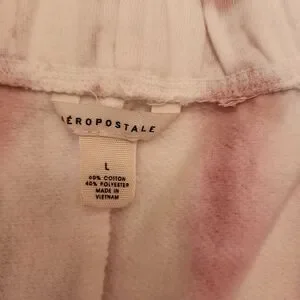 AÉROPOSTALE
L
60% COTTON
40% POLYESTER
MADE IN
VIETNAM